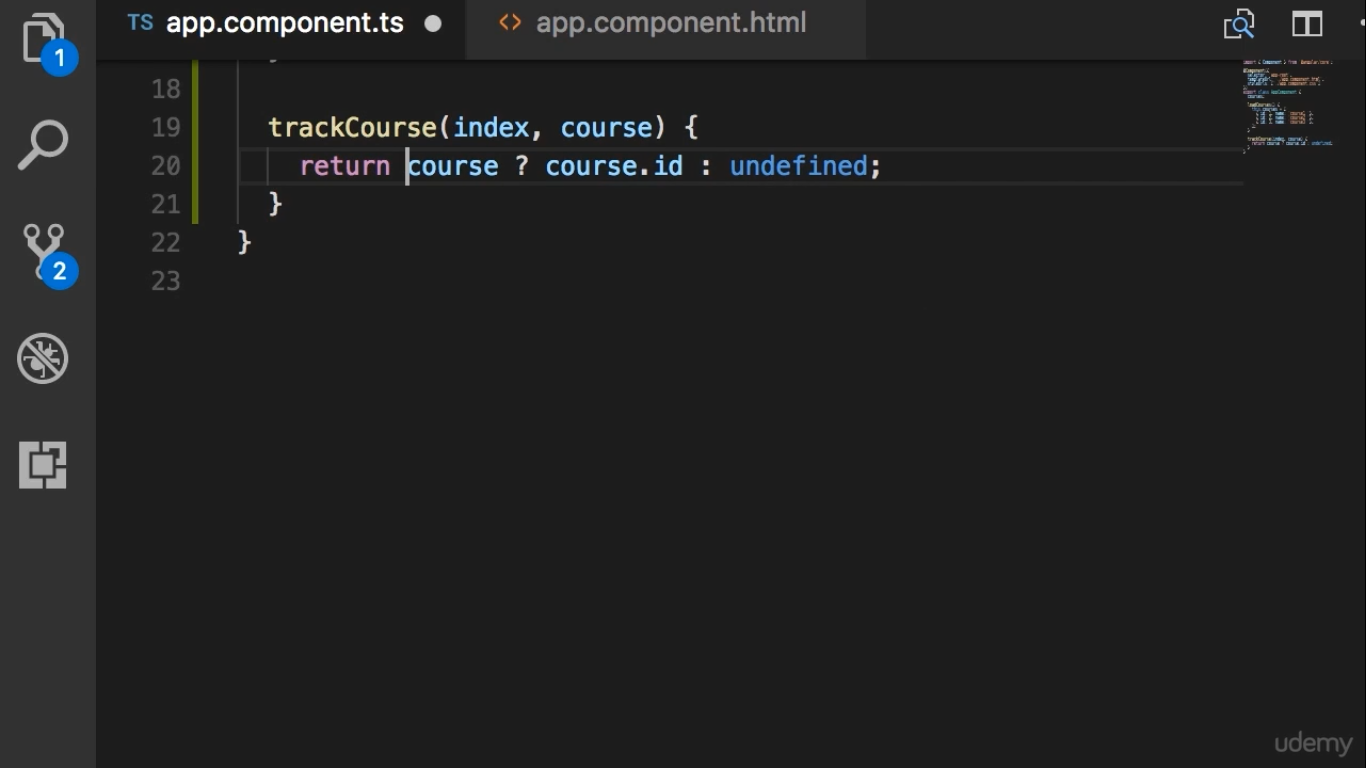 TS app.component.ts
<> app.component.html
1
2
18
19 trackCourse(index, course) {
20 return course ? course.id : undefined;
21 }
22 }
23
udemy